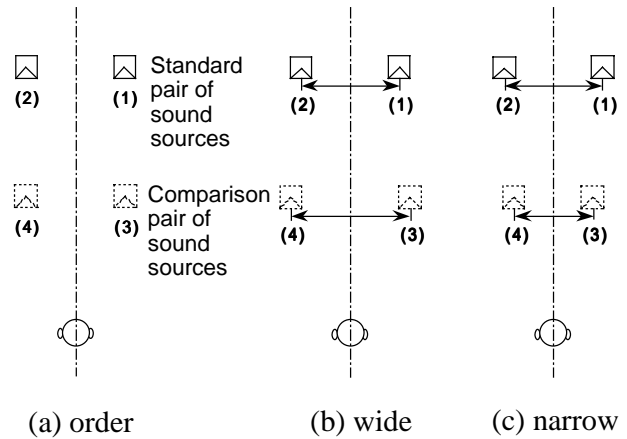 Standard
pair of
sound
sources
(2) (1)
(2) (1)
(2) (1)
Comparison
pair of
sound
sources
(4) (3)
(4) (3)
(4) (3)
(a) order
(b) wide
(c) narrow